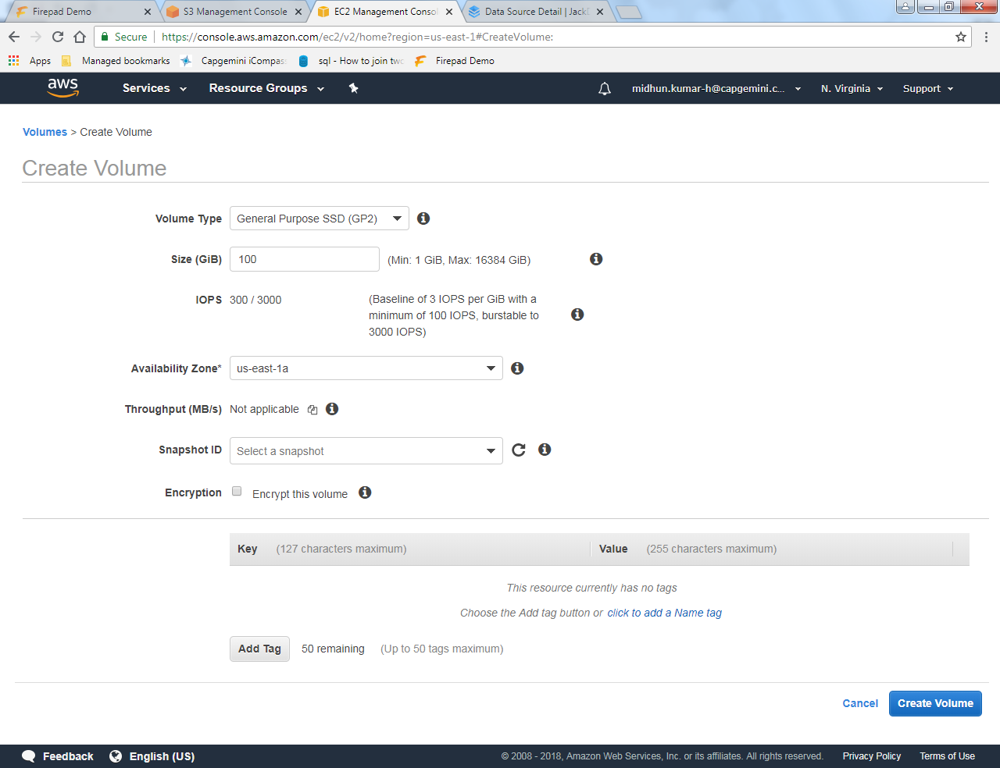 Firepad Demo
S3 Management Console
EC2 Management Consol
Data Source Detail | Jack
Secure
https://console.aws.amazon.com/ec2/v2/home?region=us-east-1#CreateVolume:
Apps
Managed bookmarks
Capgemini iCompas
sql - How to join two
Firepad Demo
aws
Services
Resource Groups
midhun.kumar-h@capgemini.c...
N. Virginia
Support
Volumes > Create Volume
Create Volume
Volume Type General Purpose SSD (GP2)
Size (GiB) 100 (Min: 1 GiB, Max: 16384 GiB)
IOPS 300 / 3000 (Baseline of 3 IOPS per GiB with a
minimum of 100 IOPS, burstable to
3000 IOPS)
Availability Zone* us-east-1a
Throughput (MB/s) Not applicable
Snapshot ID Select a snapshot
Encryption Encrypt this volume
Key (127 characters maximum) Value (255 characters maximum)
This resource currently has no tags
Choose the Add tag button or click to add a Name tag
Add Tag 50 remaining (Up to 50 tags maximum)
Cancel Create Volume
Feedback English (US) © 2008 - 2018, Amazon Web Services, Inc. or its affiliates. All rights reserved. Privacy Policy Terms of Use